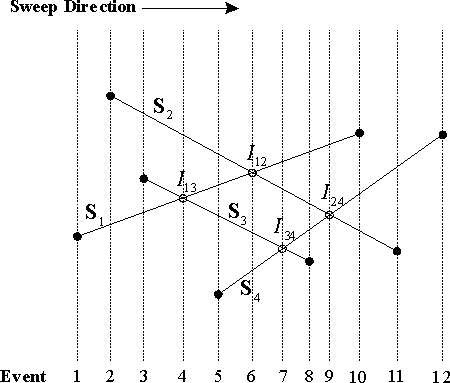 Sweep Direction
S2
I12
I13
I24
S1
S3
I34
S4
Event 1 2 3 4 5 6 7 8 9 10 11 12